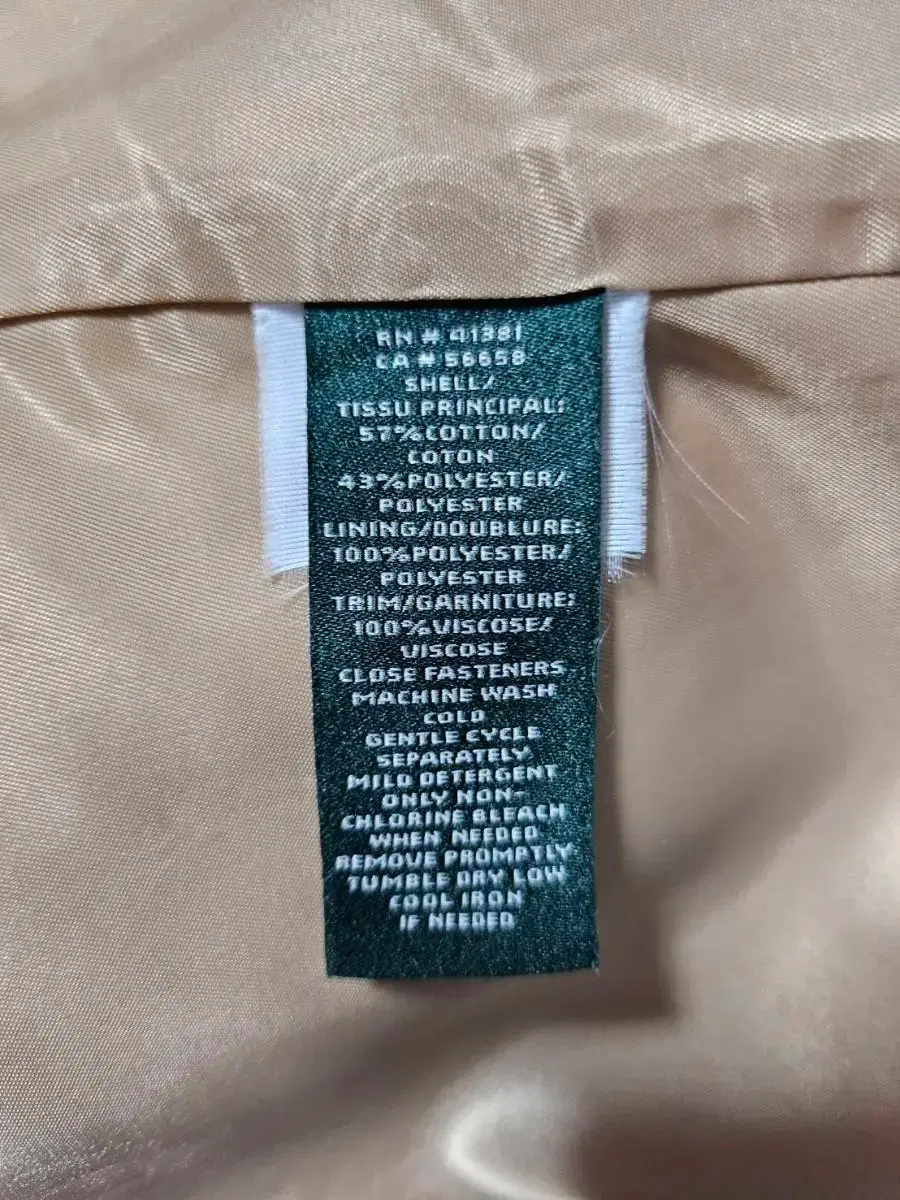 RN # 41381
CA # 56658
SHELL/
TISSU PRINCIPAL:
57%COTTON/
COTON
43%POLYESTER/
POLYESTER
LINING/DOUBLURE:
100%POLYESTER/
POLYESTER
TRIM/GARNITURE:
100%VISCOSE/
VISCOSE
CLOSE FASTENERS
MACHINE WASH
COLD
GENTLE CYCLE
SEPARATELY
MILD DETERGENT
ONLY NON-
CHLORINE BLEACH
WHEN NEEDED
REMOVE PROMPTLY
TUMBLE DRY LOW
COOL IRON
IF NEEDED